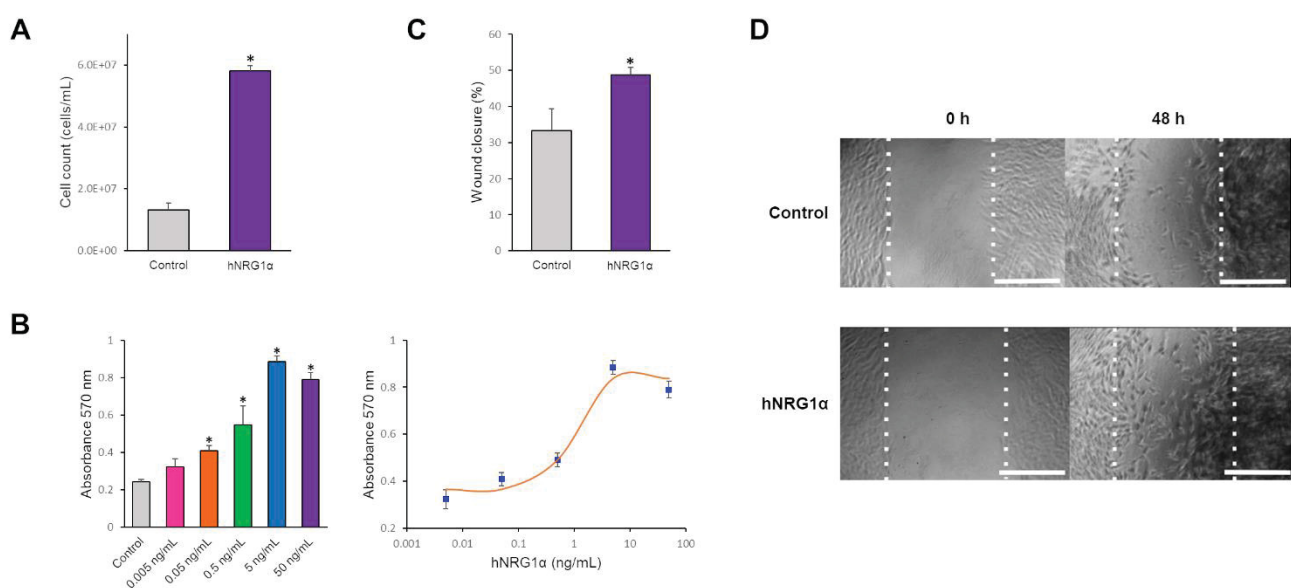 A
Cell count (cells/mL)
6.0E+07
4.0E+07
2.0E+07
0.0E+00
*
Control
hNRG1α
C
Wound closure (%)
60
50
40
30
20
10
0
*
Control
hNRG1α
D
0 h
48 h
Control
hNRG1α
B
Absorbance 570 nm
1
0.8
0.6
0.4
0.2
0
*
*
*
*
Control
0.005 ng/mL
0.05 ng/mL
0.5 ng/mL
5 ng/mL
50 ng/mL
Absorbance 570 nm
1
0.8
0.6
0.4
0.2
0.001
0.01
0.1
1
10
100
hNRG1α (ng/mL)